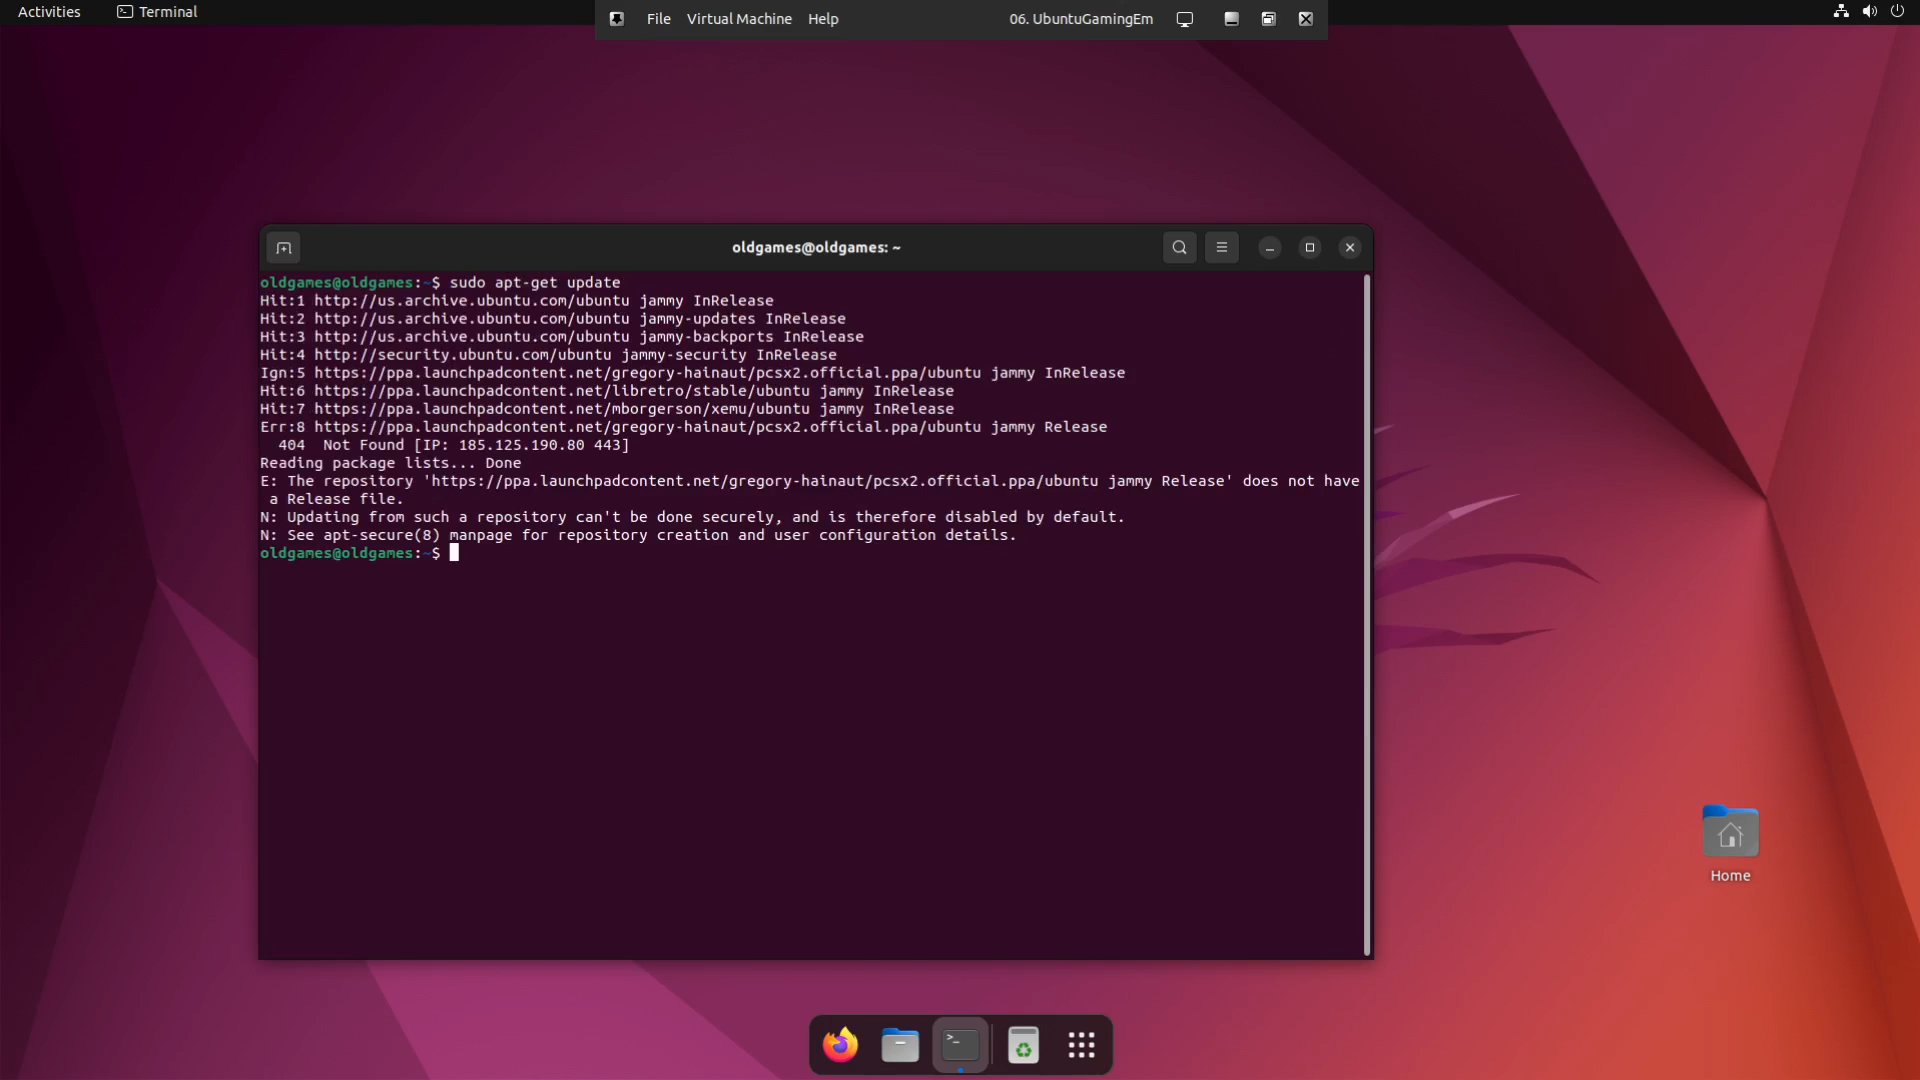 Activities
Terminal
File
Virtual Machine
Help
06. UbuntuGamingEm
oldgames@oldgames: ~
oldgames@oldgames:~$ sudo apt-get update
Hit:1 http://us.archive.ubuntu.com/ubuntu jammy InRelease
Hit:2 http://us.archive.ubuntu.com/ubuntu jammy-updates InRelease
Hit:3 http://us.archive.ubuntu.com/ubuntu jammy-backports InRelease
Hit:4 http://security.ubuntu.com/ubuntu jammy-security InRelease
Ign:5 https://ppa.launchpadcontent.net/gregory-hainaut/pcsx2.official.ppa/ubuntu jammy InRelease
Hit:6 https://ppa.launchpadcontent.net/libretro/stable/ubuntu jammy InRelease
Hit:7 https://ppa.launchpadcontent.net/mborgerson/xemu/ubuntu jammy InRelease
Err:8 https://ppa.launchpadcontent.net/gregory-hainaut/pcsx2.official.ppa/ubuntu jammy Release
  404  Not Found [IP: 185.125.190.80 443]
Reading package lists... Done
E: The repository 'https://ppa.launchpadcontent.net/gregory-hainaut/pcsx2.official.ppa/ubuntu jammy Release' does not have
 a Release file.
N: Updating from such a repository can't be done securely, and is therefore disabled by default.
N: See apt-secure(8) manpage for repository creation and user configuration details.
oldgames@oldgames:~$
Home